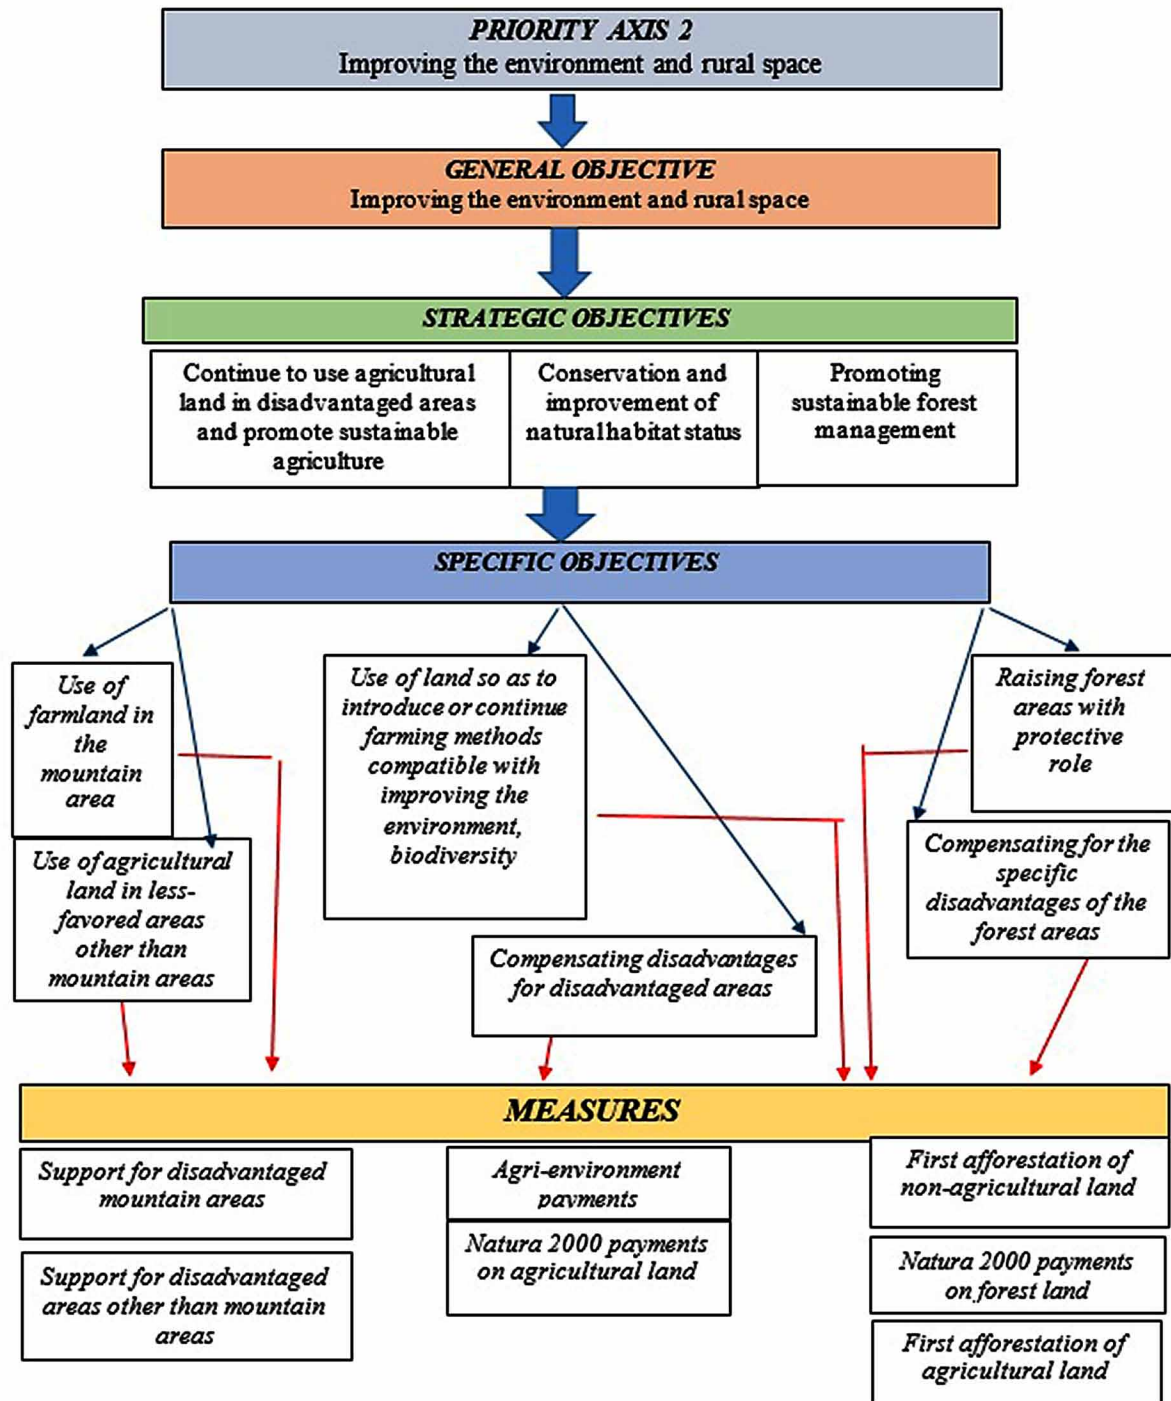 PRIORITY AXIS 2
Improving the environment and rural space
GENERAL OBJECTIVE
Improving the environment and rural space
STRATEGIC OBJECTIVES
Continue to use agricultural
land in disadvantaged areas
and promote sustainable
agriculture
Conservation and
improvement of
natural habitat status
Promoting
sustainable forest
management
SPECIFIC OBJECTIVES
Use of
farmland in
the
mountain
area
Use of agricultural
land in less-
favored areas
other than
mountain areas
Use of land so as to
introduce or continue
farming methods
compatible with
improving the
environment,
biodiversity
Compensating disadvantages
for disadvantaged areas
Raising forest
areas with
protective
role
Compensating for the
specific
disadvantages of the
forest areas
MEASURES
Support for disadvantaged
mountain areas
Support for disadvantaged
areas other than mountain
areas
Agri-environment
payments
Natura 2000 payments
on agricultural land
First afforestation of
non-agricultural land
Natura 2000 payments
on forest land
First afforestation of
agricultural land